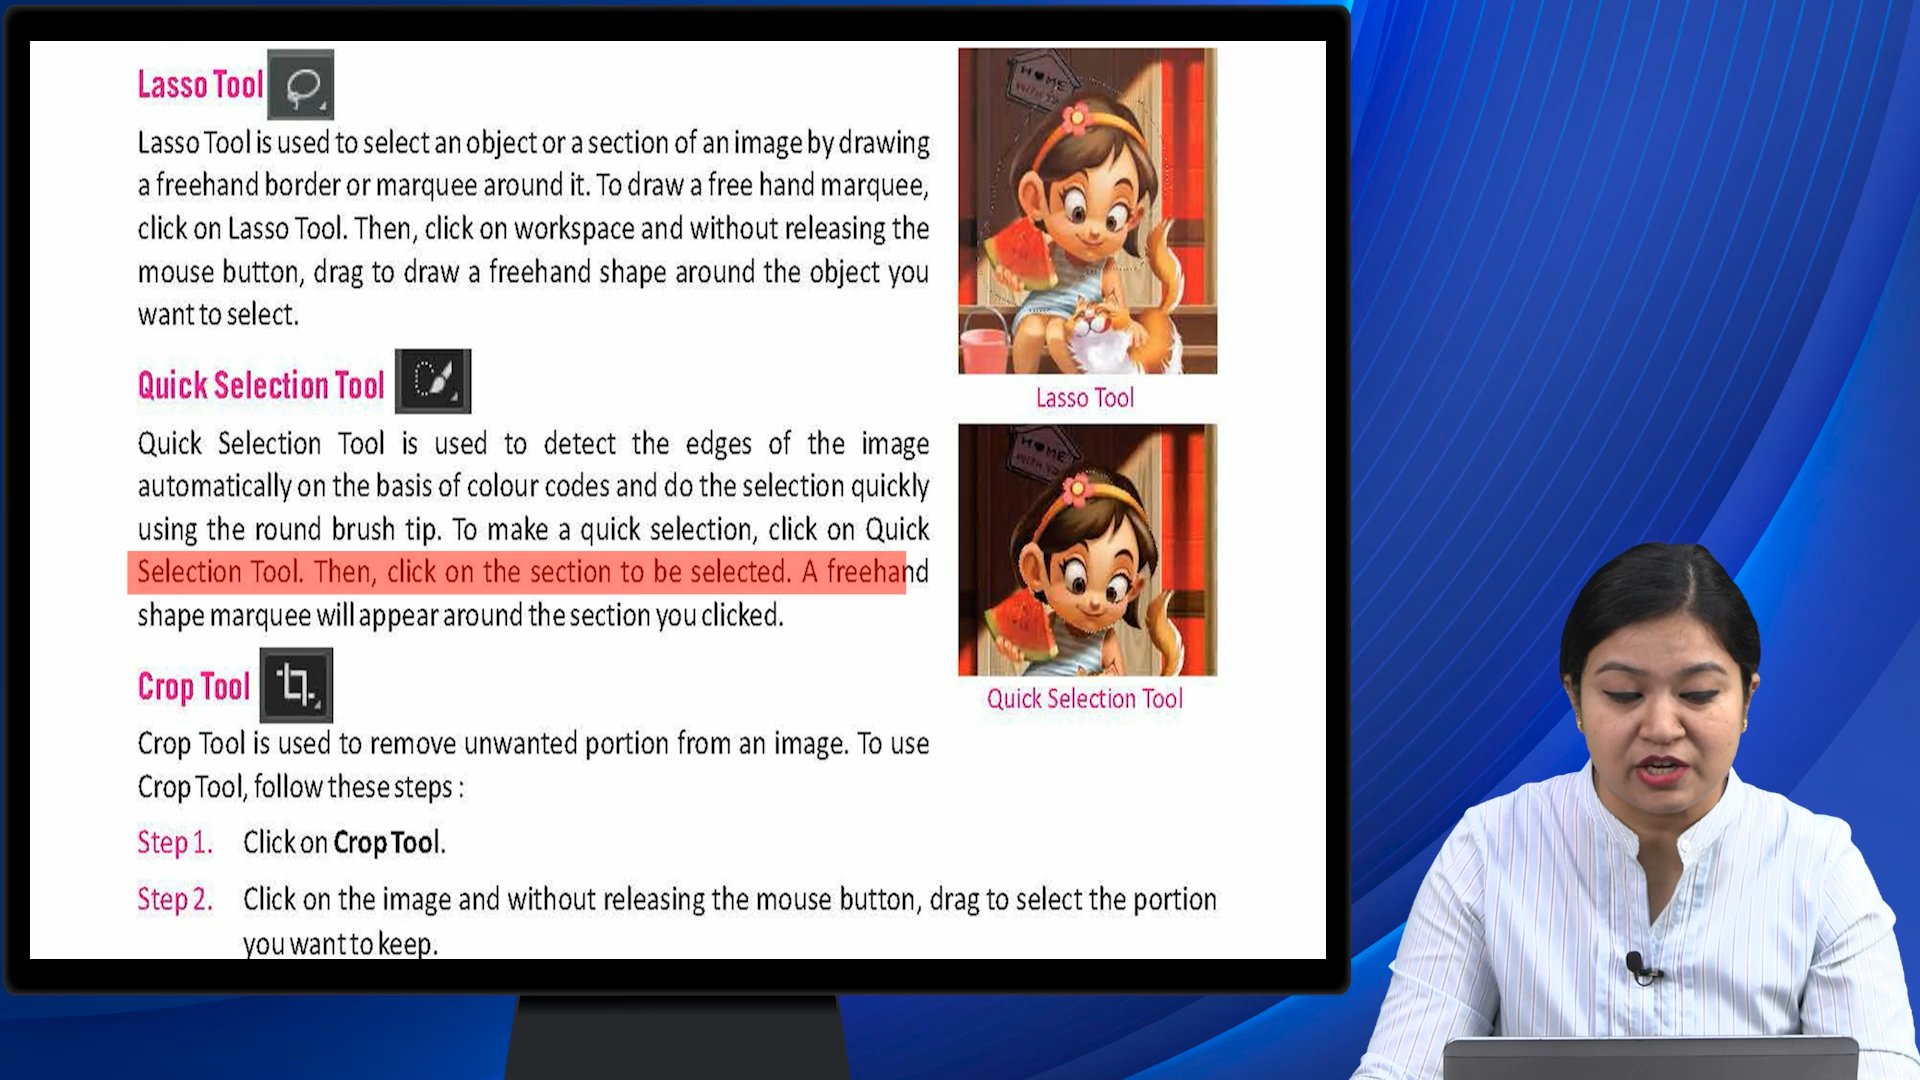 Lasso Tool
Lasso Tool is used to select an object or a section of an image by drawing
a freehand border or marquee around it. To draw a free hand marquee,
click on Lasso Tool. Then, click on workspace and without releasing the
mouse button, drag to draw a freehand shape around the object you
want to select.
HOME
WITH YOU
Lasso Tool
Quick Selection Tool
Quick Selection Tool is used to detect the edges of the image
automatically on the basis of colour codes and do the selection quickly
using the round brush tip. To make a quick selection, click on Quick
Selection Tool. Then, click on the section to be selected. A freehand
shape marquee will appear around the section you clicked.
HOME
WITH YOU
Quick Selection Tool
Crop Tool
Crop Tool is used to remove unwanted portion from an image. To use
Crop Tool, follow these steps :
Step 1. Click on Crop Tool.
Step 2. Click on the image and without releasing the mouse button, drag to select the portion
you want to keep.